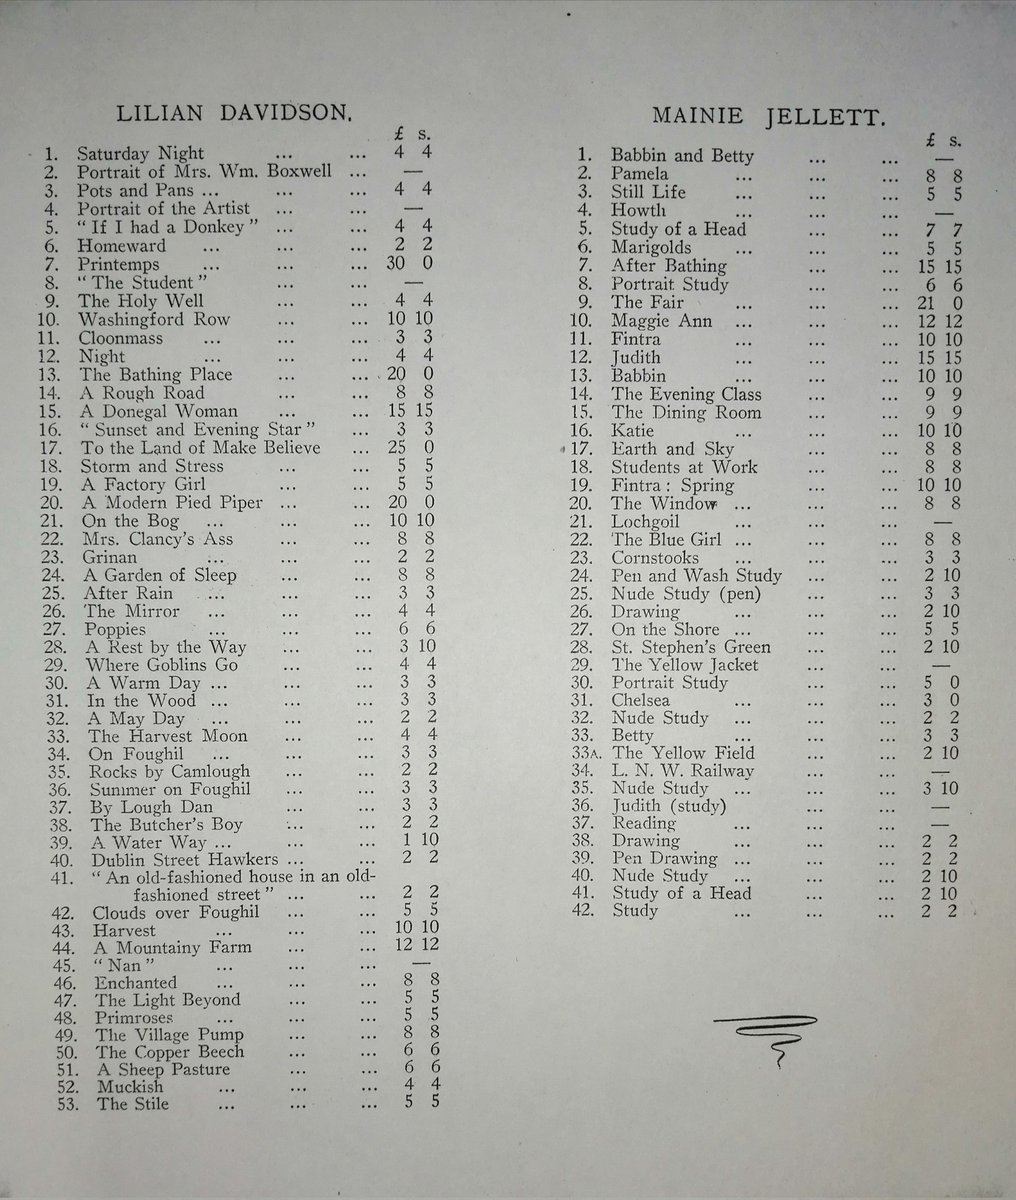 LILIAN DAVIDSON.
£ s.
1. Saturday Night ... ... 4 4
2. Portrait of Mrs. Wm. Boxwell ... —
3. Pots and Pans ... ... ... 4 4
4. Portrait of the Artist ... ... —
5. " If I had a Donkey " ... ... 4 4
6. Homeward ... ... ... 2 2
7. Printemps ... ... ... 30 0
8. " The Student " ... ... —
9. The Holy Well ... ... 4 4
10. Washingford Row ... ... 10 10
11. Cloonmass ... ... ... 3 3
12. Night ... ... ... 4 4
13. The Bathing Place ... ... 20 0
14. A Rough Road ... ... 8 8
15. A Donegal Woman ... ... 15 15
16. " Sunset and Evening Star " ... 3 3
17. To the Land of Make Believe ... 25 0
18. Storm and Stress ... ... 5 5
19. A Factory Girl ... ... 5 5
20. A Modern Pied Piper ... ... 20 0
21. On the Bog ... ... ... 10 10
22. Mrs. Clancy's Ass ... ... 8 8
23. Grinan ... ... ... 2 2
24. A Garden of Sleep ... ... 8 8
25. After Rain ... ... ... 3 3
26. The Mirror ... ... ... 4 4
27. Poppies ... ... ... 6 6
28. A Rest by the Way ... ... 3 10
29. Where Goblins Go ... ... 4 4
30. A Warm Day ... ... ... 3 3
31. In the Wood ... ... ... 3 3
32. A May Day ... ... ... 2 2
33. The Harvest Moon ... ... 4 4
34. On Foughil ... ... ... 3 3
35. Rocks by Camlough ... ... 2 2
36. Summer on Foughil ... ... 3 3
37. By Lough Dan ... ... 3 3
38. The Butcher's Boy ... ... 2 2
39. A Water Way ... ... ... 1 10
40. Dublin Street Hawkers ... ... 2 2
41. " An old-fashioned house in an old-
fashioned street " ... ... 2 2
42. Clouds over Foughil ... ... 5 5
43. Harvest ... ... ... 10 10
44. A Mountainy Farm ... ... 12 12
45. " Nan " ... ... ... —
46. Enchanted ... ... ... 8 8
47. The Light Beyond ... ... 5 5
48. Primroses ... ... ... 5 5
49. The Village Pump ... ... 8 8
50. The Copper Beech ... ... 6 6
51. A Sheep Pasture ... ... 6 6
52. Muckish ... ... ... 4 4
53. The Stile ... ... ... 5 5
MAINIE JELLETT.
£ s.
1. Babbin and Betty ... ... —
2. Pamela ... ... ... 8 8
3. Still Life ... ... ... 5 5
4. Howth ... ... ... —
5. Study of a Head ... ... 7 7
6. Marigolds ... ... ... 5 5
7. After Bathing ... ... 15 15
8. Portrait Study ... ... 6 6
9. The Fair ... ... ... 21 0
10. Maggie Ann ... ... ... 12 12
11. Fintra ... ... ... 10 10
12. Judith ... ... ... 15 15
13. Babbin ... ... ... 10 10
14. The Evening Class ... ... 9 9
15. The Dining Room ... ... 9 9
16. Katie ... ... ... 10 10
17. Earth and Sky ... ... 8 8
18. Students at Work ... ... 8 8
19. Fintra : Spring ... ... 10 10
20. The Window ... ... ... 8 8
21. Lochgoil ... ... ... —
22. The Blue Girl ... ... ... 8 8
23. Cornstooks ... ... ... 3 3
24. Pen and Wash Study ... ... 2 10
25. Nude Study (pen) ... ... 3 3
26. Drawing ... ... ... 2 10
27. On the Shore ... ... ... 5 5
28. St. Stephen's Green ... ... 2 10
29. The Yellow Jacket ... ... —
30. Portrait Study ... ... 5 0
31. Chelsea ... ... ... 3 0
32. Nude Study ... ... ... 2 2
33. Betty ... ... ... 3 3
33A. The Yellow Field ... ... 2 10
34. L. N. W. Railway ... ... —
35. Nude Study ... ... ... 3 10
36. Judith (study) ... ... —
37. Reading ... ... ... —
38. Drawing ... ... ... 2 2
39. Pen Drawing ... ... ... 2 2
40. Nude Study ... ... ... 2 10
41. Study of a Head ... ... 2 10
42. Study ... ... ... 2 2